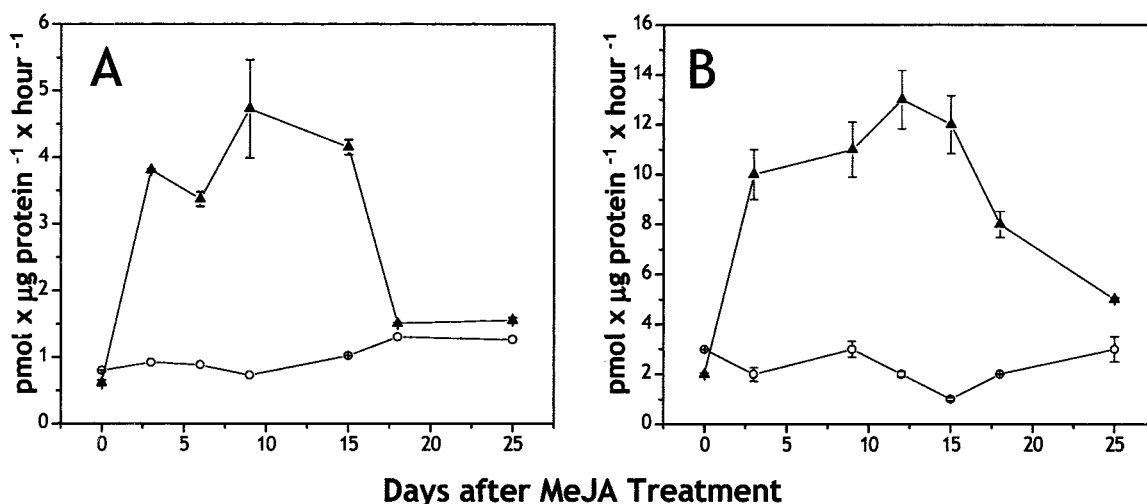 A
pmol x µg protein ⁻¹ x hour ⁻¹
6
5
4
3
2
1
0
0 5 10 15 20 25
B
pmol x µg protein ⁻¹ x hour ⁻¹
16
14
12
10
8
6
4
2
0
0 5 10 15 20 25
Days after MeJA Treatment